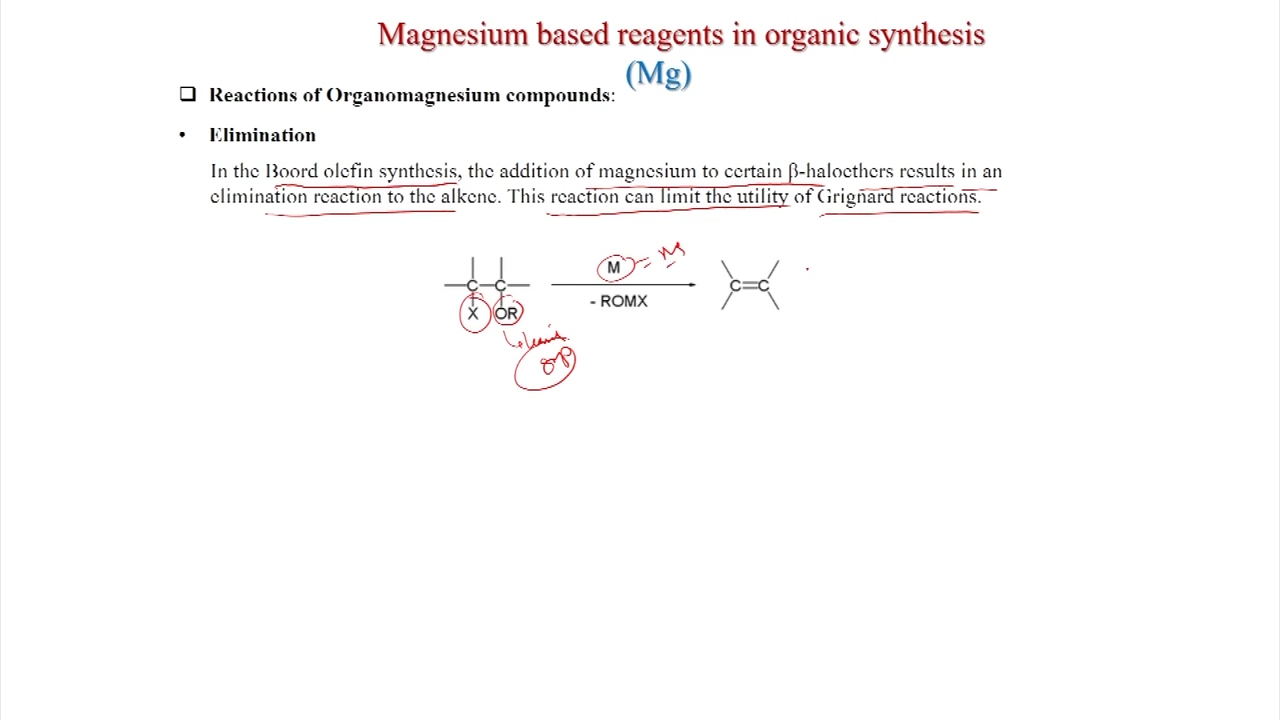 Magnesium based reagents in organic synthesis
(Mg)
❑ Reactions of Organomagnesium compounds:
• Elimination
In the Boord olefin synthesis, the addition of magnesium to certain β-haloethers results in an
elimination reaction to the alkene. This reaction can limit the utility of Grignard reactions.
M = Mg
C C C=C
X OR
- ROMX